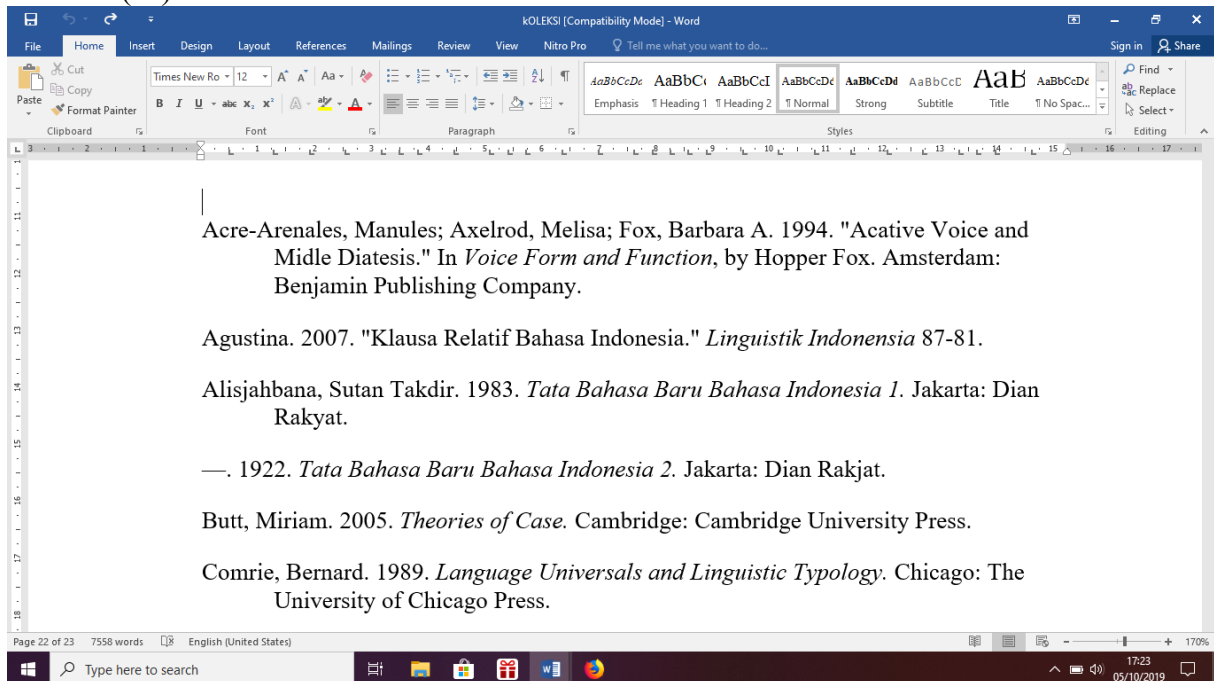 kOLEKSI [Compatibility Mode] - Word
File Home Insert Design Layout References Mailings Review View Nitro Pro Tell me what you want to do... Sign in Share
Cut
Copy
Format Painter
Paste
Times New Ro 12
Emphasis ¶ Heading 1 ¶ Heading 2 ¶ Normal Strong Subtitle Title ¶ No Spac...
Find
Replace
Select
Clipboard Font Paragraph Styles Editing
Acre-Arenales, Manules; Axelrod, Melisa; Fox, Barbara A. 1994. "Acative Voice and
Midle Diatesis." In Voice Form and Function, by Hopper Fox. Amsterdam:
Benjamin Publishing Company.
Agustina. 2007. "Klausa Relatif Bahasa Indonesia." Linguistik Indonensia 87-81.
Alisjahbana, Sutan Takdir. 1983. Tata Bahasa Baru Bahasa Indonesia 1. Jakarta: Dian
Rakyat.
—. 1922. Tata Bahasa Baru Bahasa Indonesia 2. Jakarta: Dian Rakjat.
Butt, Miriam. 2005. Theories of Case. Cambridge: Cambridge University Press.
Comrie, Bernard. 1989. Language Universals and Linguistic Typology. Chicago: The
University of Chicago Press.
Page 22 of 23 7558 words English (United States) 170%
Type here to search
17:23
05/10/2019